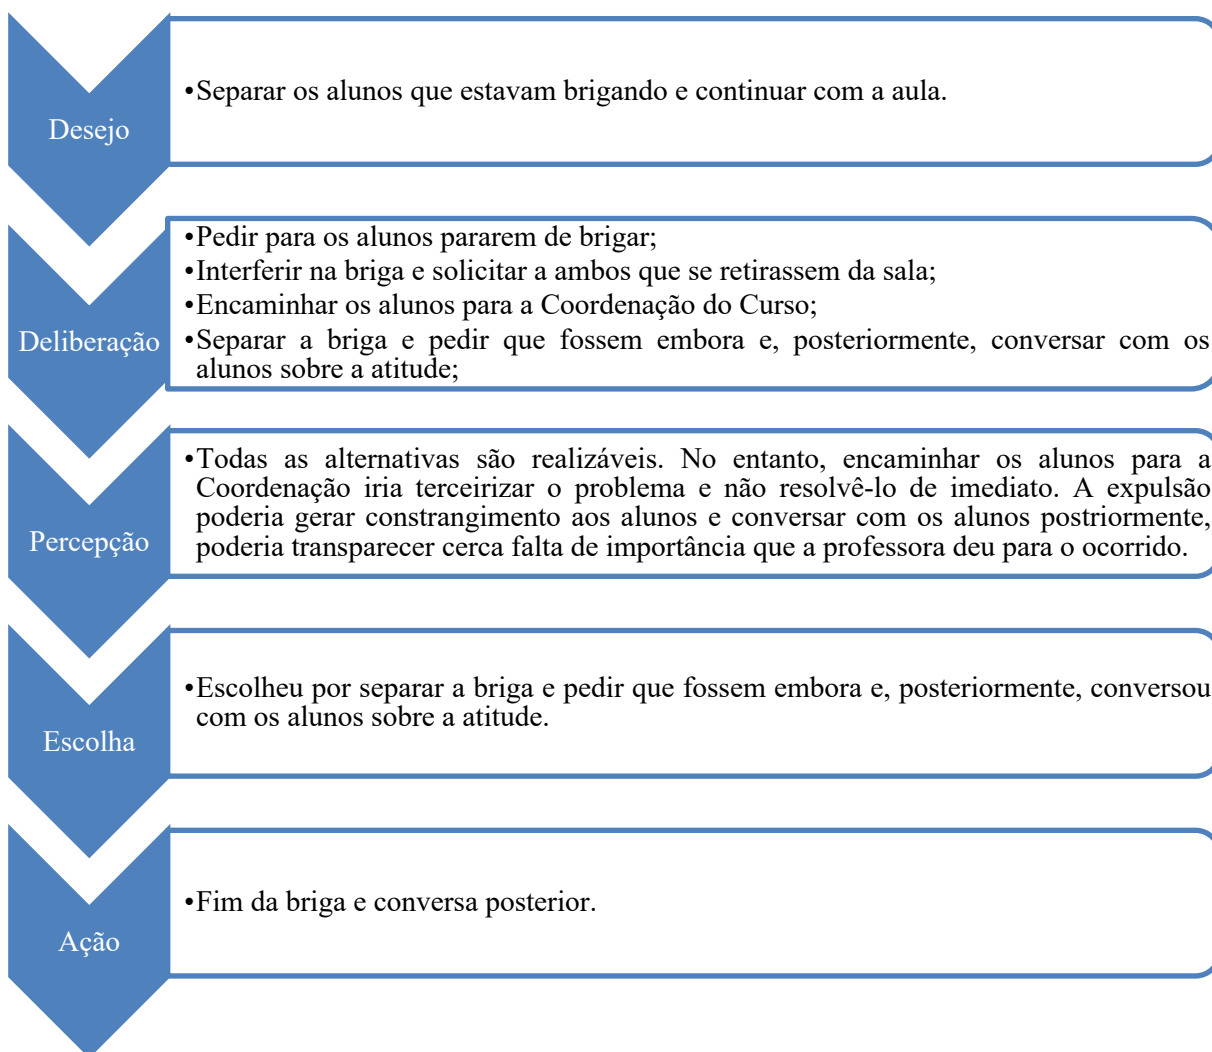 Desejo
•Separar os alunos que estavam brigando e continuar com a aula.
Deliberação
•Pedir para os alunos pararem de brigar;
•Interferir na briga e solicitar a ambos que se retirassem da sala;
•Encaminhar os alunos para a Coordenação do Curso;
•Separar a briga e pedir que fossem embora e, posteriormente, conversar com os
alunos sobre a atitude;
Percepção
•Todas as alternativas são realizáveis. No entanto, encaminhar os alunos para a
Coordenação iria terceirizar o problema e não resolvê-lo de imediato. A expulsão
poderia gerar constrangimento aos alunos e conversar com os alunos postriormente,
poderia transparecer cerca falta de importância que a professora deu para o ocorrido.
Escolha
•Escolheu por separar a briga e pedir que fossem embora e, posteriormente, conversou
com os alunos sobre a atitude.
Ação
•Fim da briga e conversa posterior.